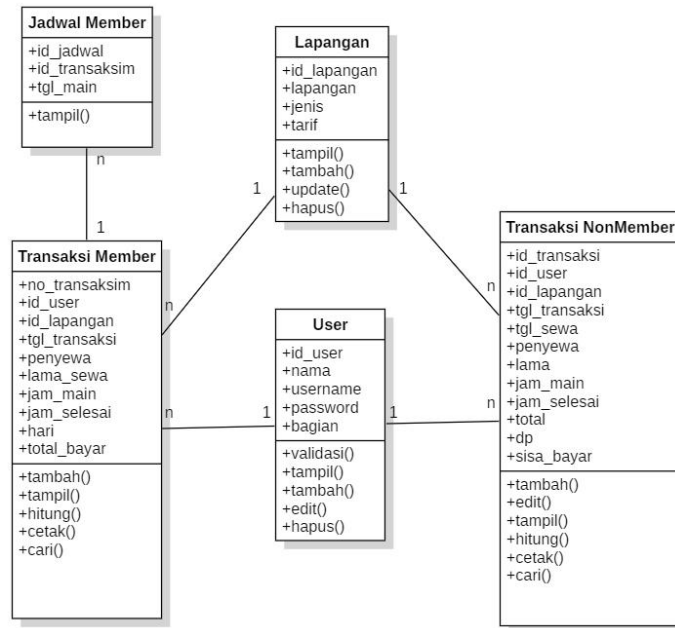 Jadwal Member
+id_jadwal
+id_transaksim
+tgl_main
+tampil()
n
1
Lapangan
+id_lapangan
+lapangan
+jenis
+tarif
+tampil()
+tambah()
+update()
+hapus()
1
1
n
n
Transaksi Member
+no_transaksim
+id_user
+id_lapangan
+tgl_transaksi
+penyewa
+lama_sewa
+jam_main
+jam_selesai
+hari
+total_bayar
+tambah()
+tampil()
+hitung()
+cetak()
+cari()
n
1
User
+id_user
+nama
+username
+password
+bagian
+validasi()
+tampil()
+tambah()
+edit()
+hapus()
1
n
Transaksi NonMember
+id_transaksi
+id_user
+id_lapangan
+tgl_transaksi
+tgl_sewa
+penyewa
+lama
+jam_main
+jam_selesai
+total
+dp
+sisa_bayar
+tambah()
+edit()
+tampil()
+hitung()
+cetak()
+cari()